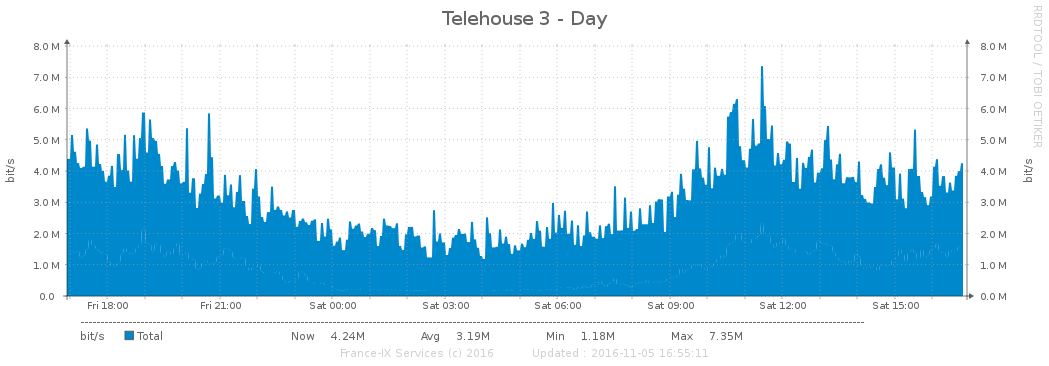 Telehouse 3 - Day
RRDTOOL / TOBI OETIKER
bit/s
8.0 M 8.0 M
7.0 M 7.0 M
6.0 M 6.0 M
5.0 M 5.0 M
4.0 M 4.0 M
3.0 M 3.0 M
2.0 M 2.0 M
1.0 M 1.0 M
0.0 0.0 M
bit/s
Fri 18:00 Fri 21:00 Sat 00:00 Sat 03:00 Sat 06:00 Sat 09:00 Sat 12:00 Sat 15:00
bit/s Total Now 4.24M Avg 3.19M Min 1.18M Max 7.35M
France-IX Services (c) 2016 Updated : 2016-11-05 16:55:11